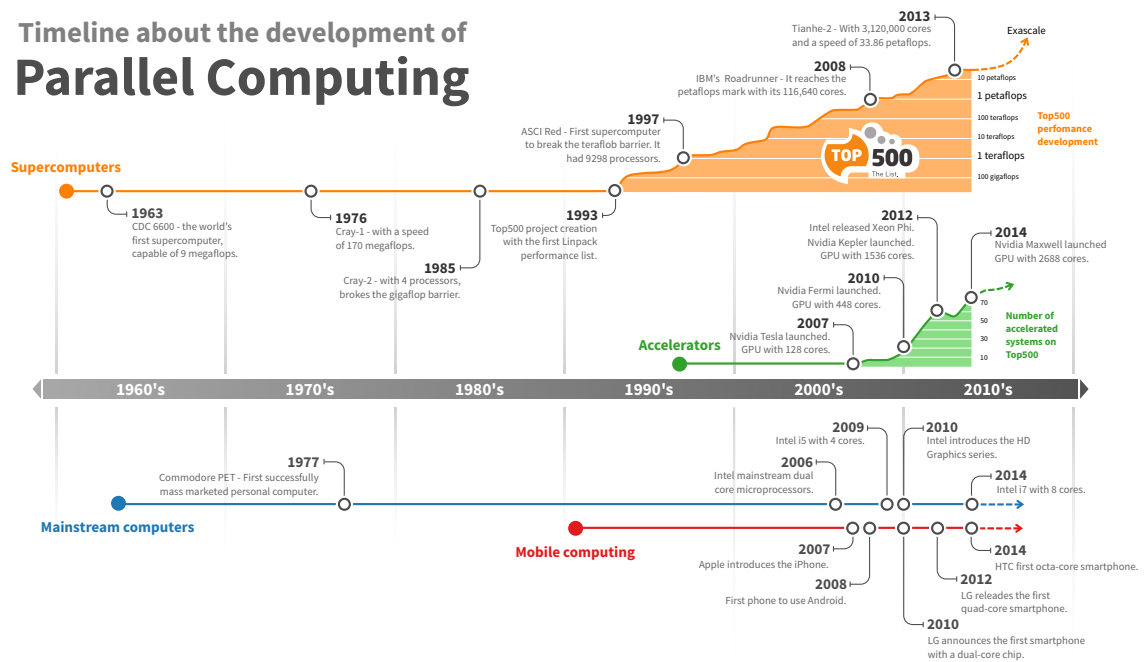 Timeline about the development of
Parallel Computing
2013
Tianhe-2 - With 3,120,000 cores
and a speed of 33.86 petaflops.
Exascale
2008
IBM's Roadrunner - It reaches the
petaflops mark with its 116,640 cores.
10 petaflops
1 petaflops
100 teraflops
10 teraflops
1 teraflops
100 gigaflops
Top500
perfomance
development
1997
ASCI Red - First supercomputer
to break the teraflob barrier. It
had 9298 processors.
TOP 500
The List.
Supercomputers
1963
CDC 6600 - the world's
first supercomputer,
capable of 9 megaflops.
1976
Cray-1 - with a speed
of 170 megaflops.
1985
Cray-2 - with 4 processors,
brokes the gigaflop barrier.
1993
Top500 project creation
with the first Linpack
performance list.
2012
Intel released Xeon Phi.
Nvidia Kepler launched.
GPU with 1536 cores.
2014
Nvidia Maxwell launched
GPU with 2688 cores.
2010
Nvidia Fermi launched.
GPU with 448 cores.
2007
Nvidia Tesla launched.
GPU with 128 cores.
Accelerators
70
50
30
10
Number of
accelerated
systems on
Top500
1960's 1970's 1980's 1990's 2000's 2010's
1977
Commodore PET - First successfully
mass marketed personal computer.
2009
Intel i5 with 4 cores.
2010
Intel introduces the HD
Graphics series.
2006
Intel mainstream dual
core microprocessors.
2014
Intel i7 with 8 cores.
Mainstream computers
Mobile computing
2007
Apple introduces the iPhone.
2008
First phone to use Android.
2014
HTC first octa-core smartphone.
2012
LG releades the first
quad-core smartphone.
2010
LG announces the first smartphone
with a dual-core chip.